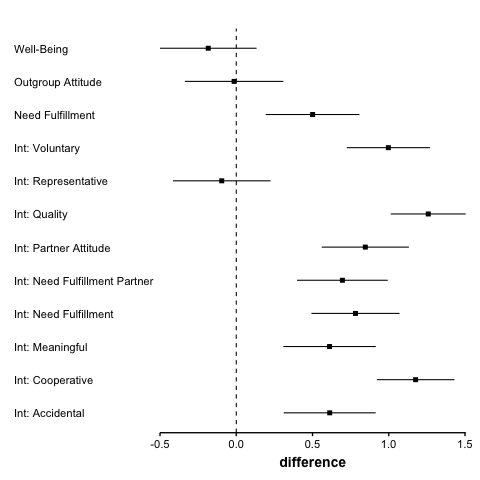 Well-Being
Outgroup Attitude
Need Fulfillment
Int: Voluntary
Int: Representative
Int: Quality
Int: Partner Attitude
Int: Need Fulfillment Partner
Int: Need Fulfillment
Int: Meaningful
Int: Cooperative
Int: Accidental
-0.5 0.0 0.5 1.0 1.5
difference